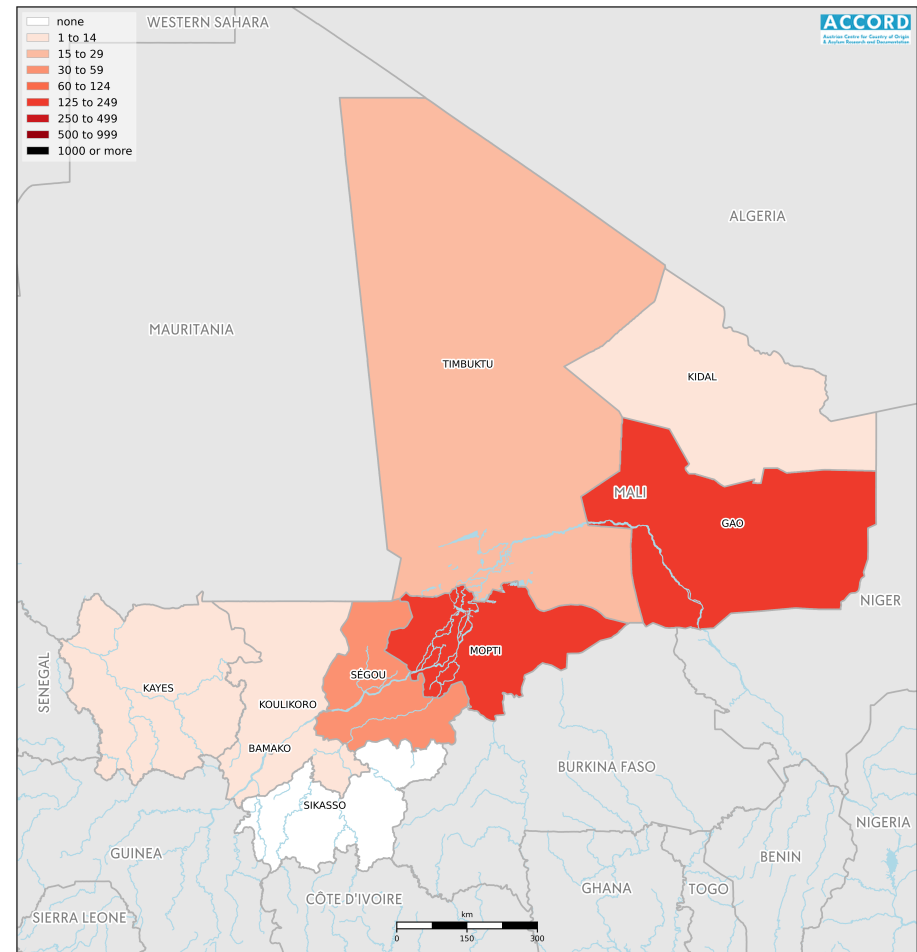 none
1 to 14
15 to 29
30 to 59
60 to 124
125 to 249
250 to 499
500 to 999
1000 or more
WESTERN SAHARA
ACCORD
Austrian Centre for Country of Origin
& Asylum Research and Documentation
ALGERIA
MAURITANIA
TIMBUKTU
KIDAL
MALI
GAO
NIGER
MOPTI
SENEGAL
SÉGOU
KAYES
KOULIKORO
BAMAKO
BURKINA FASO
SIKASSO
NIGERIA
GUINEA
BENIN
GHANA
TOGO
CÔTE D'IVOIRE
SIERRA LEONE
km
0 150 300